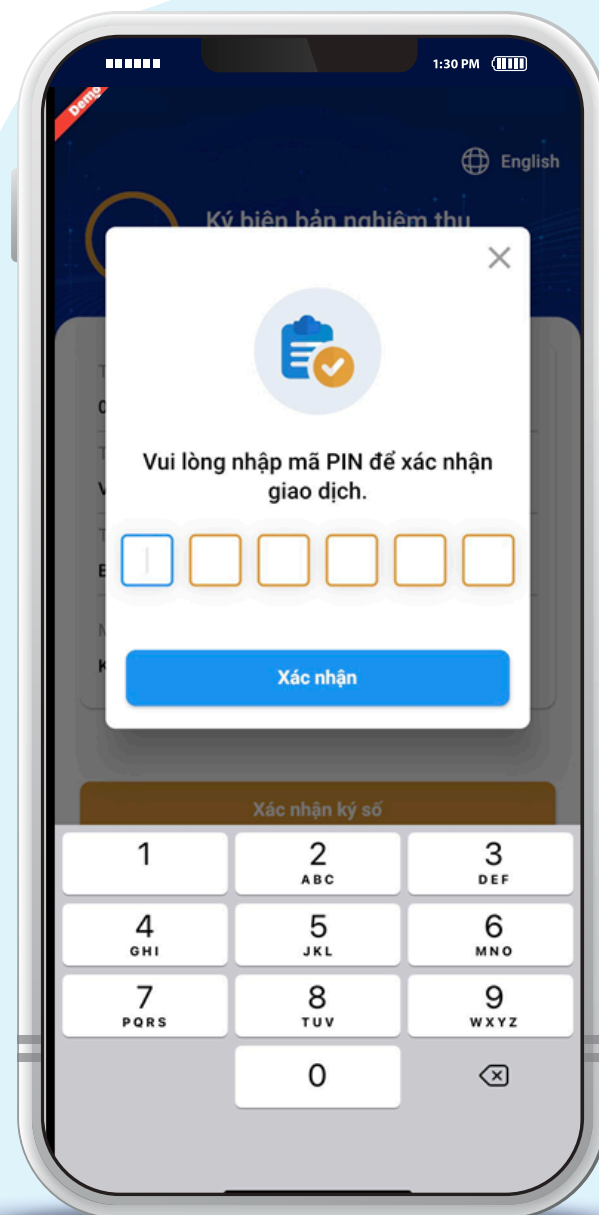 1:30 PM
Demo
English
Ký biên bản nghiệm thu
Vui lòng nhập mã PIN để xác nhận
giao dịch.
Xác nhận
Xác nhận ký số
1
2
ABC
3
DEF
4
GHI
5
JKL
6
MNO
7
PQRS
8
TUV
9
WXYZ
0